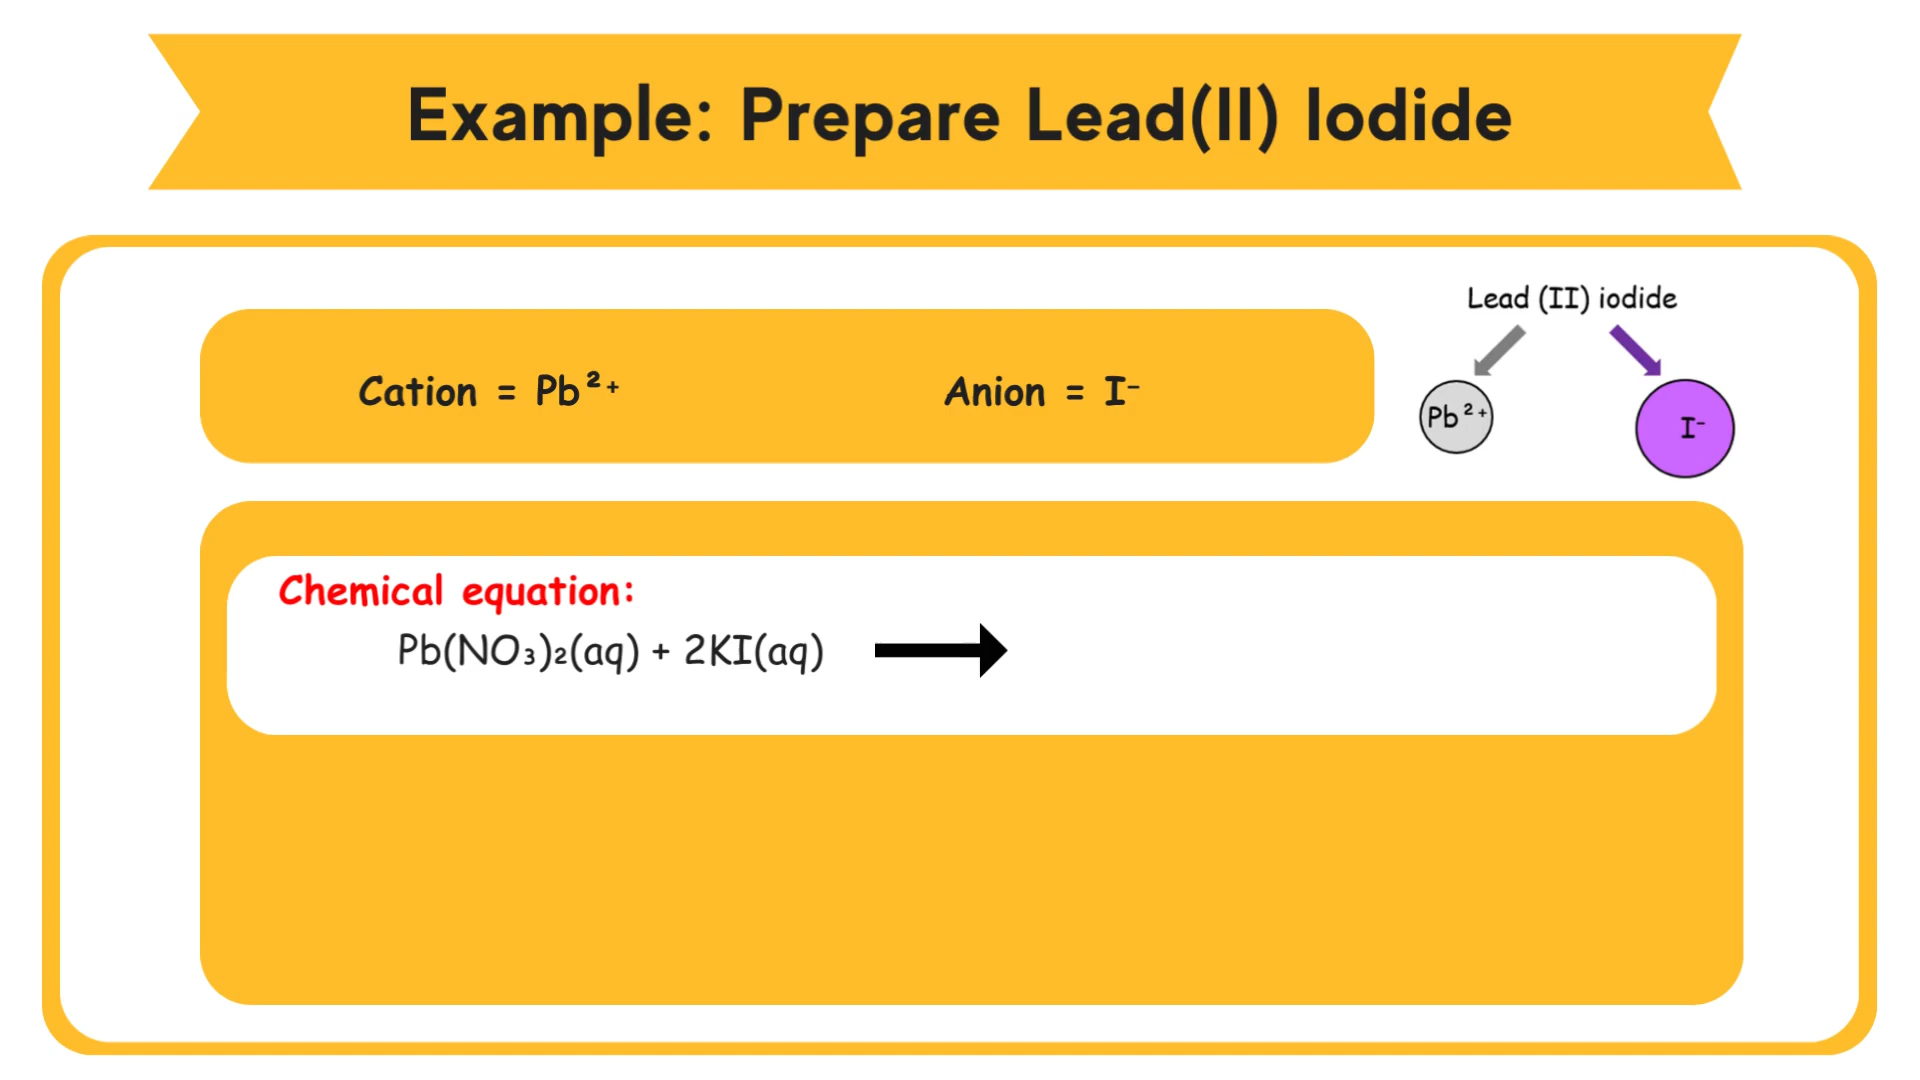 Example: Prepare Lead(II) Iodide
Lead (II) iodide
Cation = Pb²⁺
Anion = I⁻
Pb²⁺
I⁻
Chemical equation:
Pb(NO₃)₂(aq) + 2KI(aq)